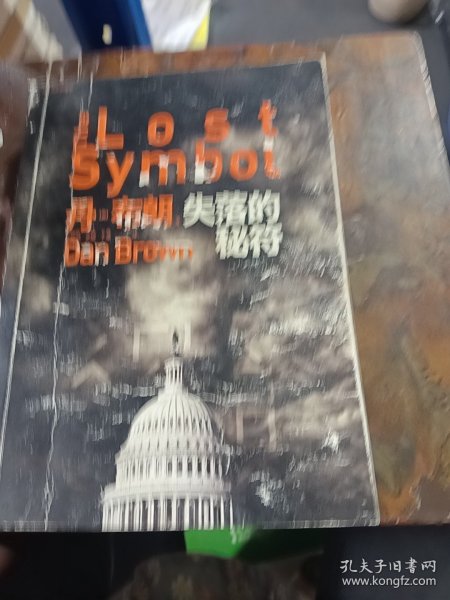 The Lost
Symbol
丹·布朗
Dan Brown
失落的
秘符
孔夫子旧书网
www.kongfz.com